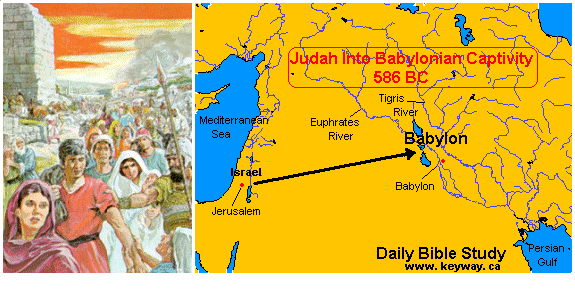 Judah Into Babylonian Captivity
586 BC
Tigris
River
Mediterranean
Sea
Euphrates
River
Babylon
Israel
Babylon
Jerusalem
Daily Bible Study
www.keyway.ca
Persian
Gulf